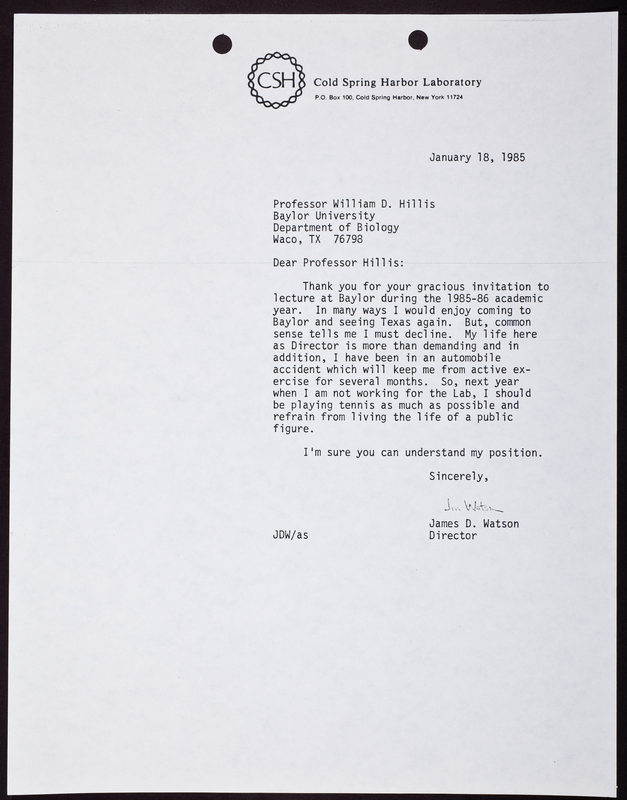 CSH
Cold Spring Harbor Laboratory
P.O. Box 100, Cold Spring Harbor, New York 11724
January 18, 1985
Professor William D. Hillis
Baylor University
Department of Biology
Waco, TX  76798
Dear Professor Hillis:
Thank you for your gracious invitation to
lecture at Baylor during the 1985-86 academic
year.  In many ways I would enjoy coming to
Baylor and seeing Texas again.  But, common
sense tells me I must decline.  My life here
as Director is more than demanding and in
addition, I have been in an automobile
accident which will keep me from active ex-
ercise for several months.  So, next year
when I am not working for the Lab, I should
be playing tennis as much as possible and
refrain from living the life of a public
figure.
I'm sure you can understand my position.
Sincerely,
Jim Watson
James D. Watson
JDW/as Director